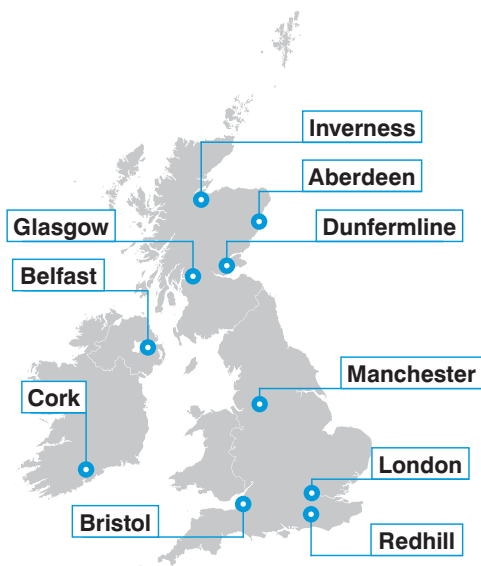 Inverness
Aberdeen
Glasgow
Dunfermline
Belfast
Manchester
Cork
London
Bristol
Redhill